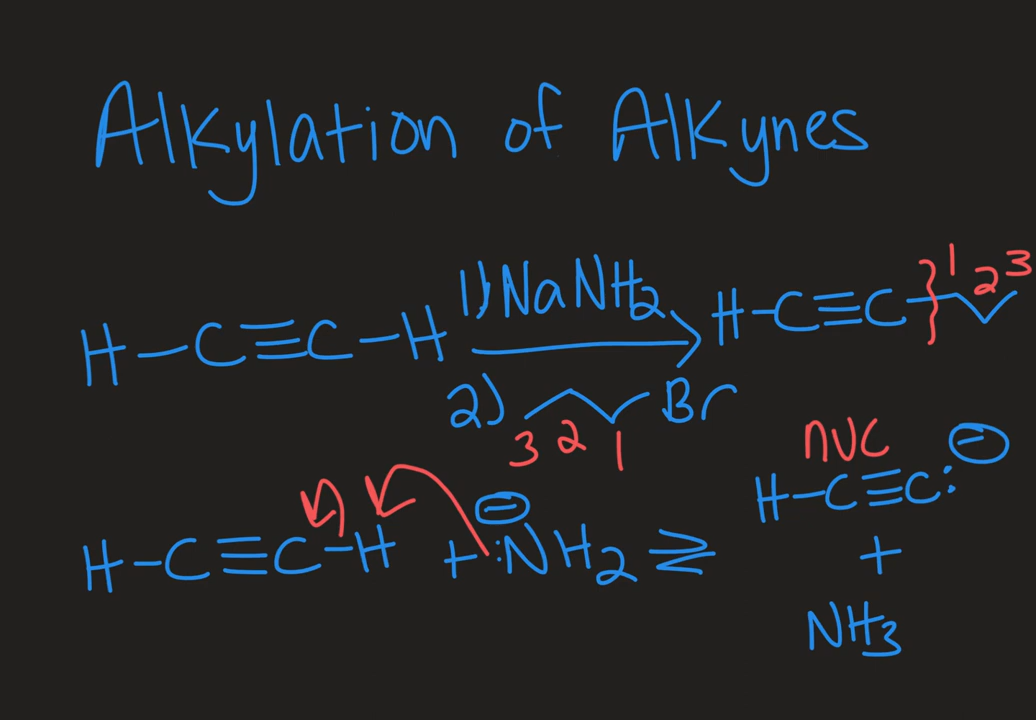 Alkylation of Alkynes
1) NaNH2
H-C≡C-H → H-C≡C } 1 2 3
2) Br
3 2 1
nuc
H-C≡C:⊖
H-C≡C-H + ⊖:NH2 ⇌
+
NH3